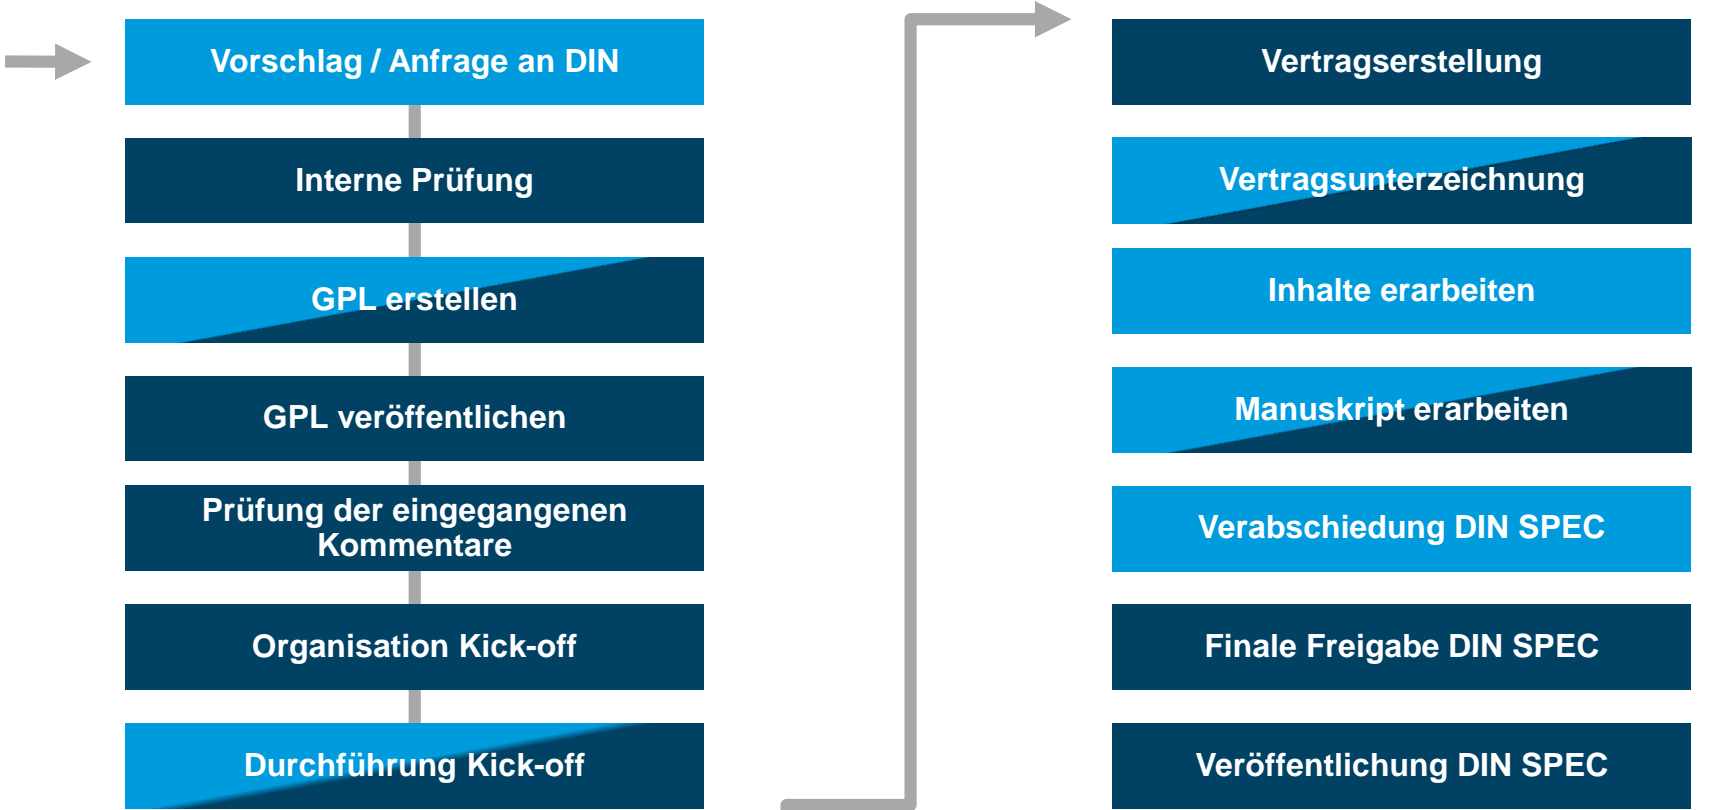 Vorschlag / Anfrage an DIN
Interne Prüfung
GPL erstellen
GPL veröffentlichen
Prüfung der eingegangenen
Kommentare
Organisation Kick-off
Durchführung Kick-off
Vertragserstellung
Vertragsunterzeichnung
Inhalte erarbeiten
Manuskript erarbeiten
Verabschiedung DIN SPEC
Finale Freigabe DIN SPEC
Veröffentlichung DIN SPEC